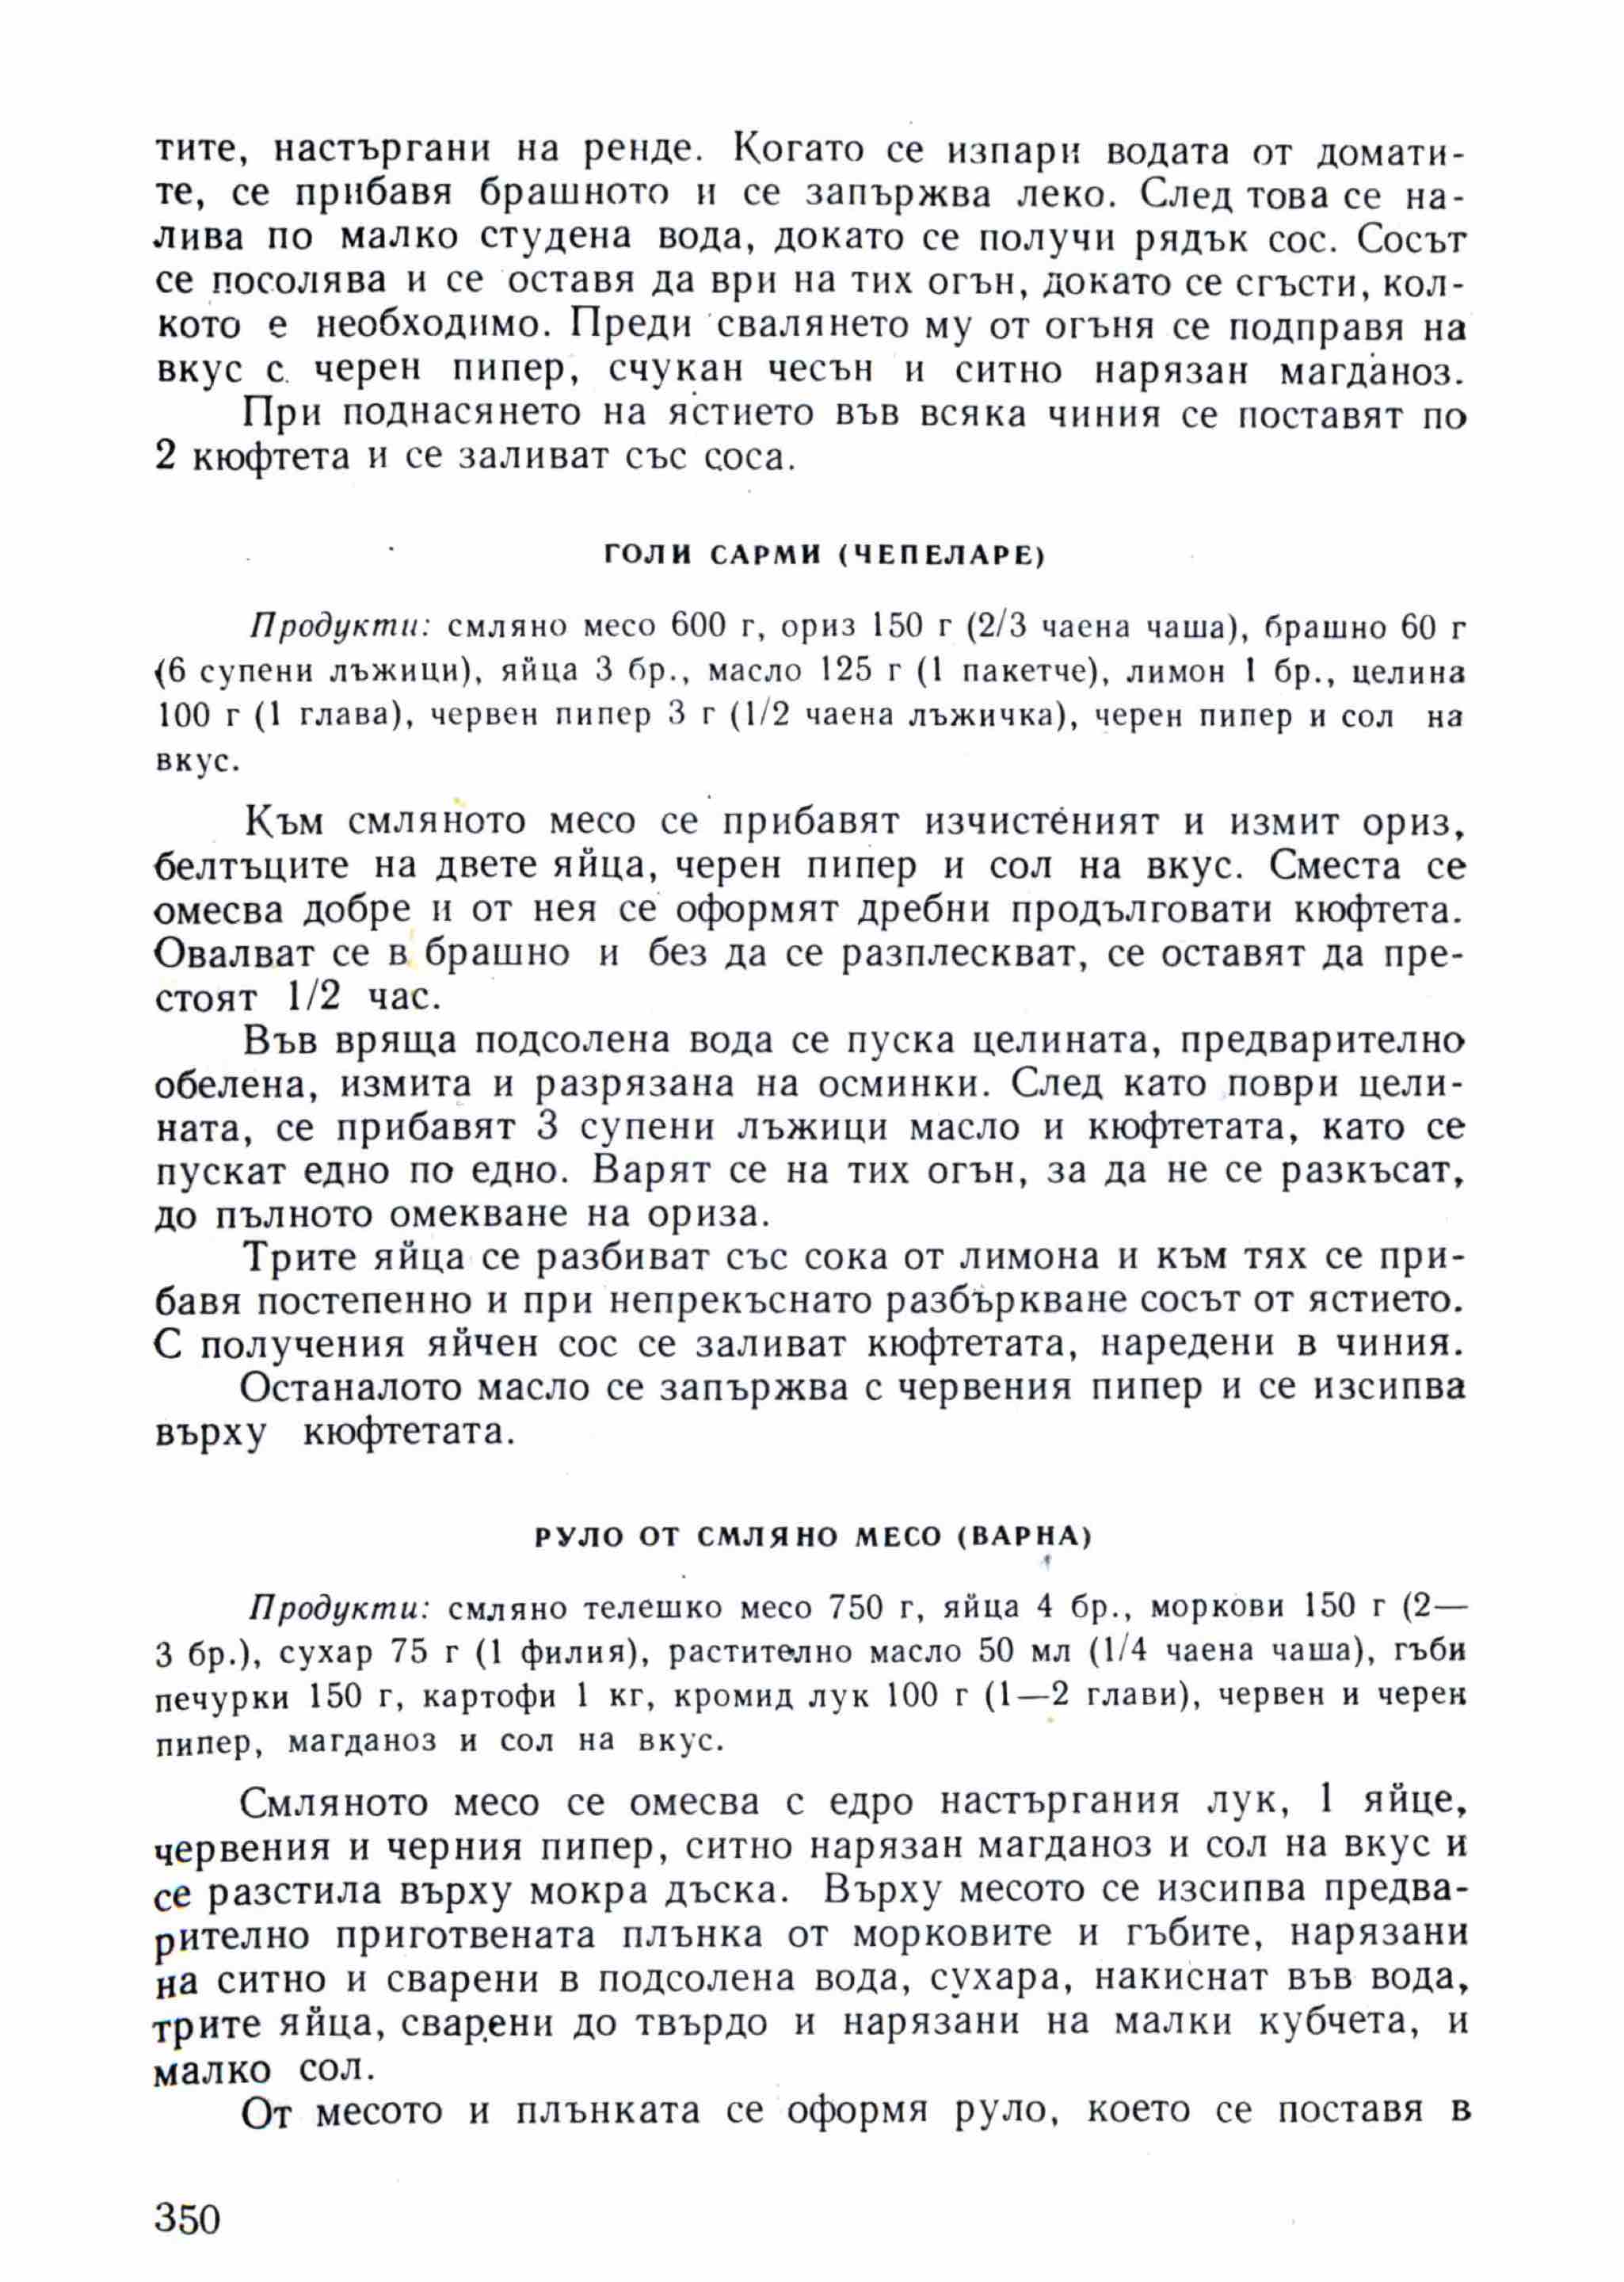 тите, настъргани на ренде. Когато се изпари водата от домати-
те, се прибавя брашното и се запържва леко. След това се на-
лива по малко студена вода, докато се получи рядък сос. Сосът
се посолява и се оставя да ври на тих огън, докато се сгъсти, кол-
кото е необходимо. Преди свалянето му от огъня се подправя на
вкус с черен пипер, счукан чесън и ситно нарязан магданоз.
При поднасянето на ястието във всяка чиния се поставят по
2 кюфтета и се заливат със соса.
ГОЛИ САРМИ (ЧЕПЕЛАРЕ)
Продукти: смляно месо 600 г, ориз 150 г (2/3 чаена чаша), брашно 60 г
(6 супени лъжици), яйца 3 бр., масло 125 г (1 пакетче), лимон 1 бр., целина
100 г (1 глава), червен пипер 3 г (1/2 чаена лъжичка), черен пипер и сол на
вкус.
Към смляното месо се прибавят изчистеният и измит ориз,
белтъците на двете яйца, черен пипер и сол на вкус. Сместа се
омесва добре и от нея се оформят дребни продълговати кюфтета.
Овалват се в брашно и без да се разплескват, се оставят да пре-
стоят 1/2 час.
Във вряща подсолена вода се пуска целината, предварително
обелена, измита и разрязана на осминки. След като поври цели-
ната, се прибавят 3 супени лъжици масло и кюфтетата, като се
пускат едно по едно. Варят се на тих огън, за да не се разкъсат,
до пълното омекване на ориза.
Трите яйца се разбиват със сока от лимона и към тях се при-
бавя постепенно и при непрекъснато разбъркване сосът от ястието.
С получения яйчен сос се заливат кюфтетата, наредени в чиния.
Останалото масло се запържва с червения пипер и се изсипва
върху кюфтетата.
РУЛО ОТ СМЛЯНО МЕСО (ВАРНА)
Продукти: смляно телешко месо 750 г, яйца 4 бр., моркови 150 г (2—
3 бр.), сухар 75 г (1 филия), растително масло 50 мл (1/4 чаена чаша), гъби
печурки 150 г, картофи 1 кг, кромид лук 100 г (1—2 глави), червен и черен
пипер, магданоз и сол на вкус.
Смляното месо се омесва с едро настъргания лук, 1 яйце,
червения и черния пипер, ситно нарязан магданоз и сол на вкус и
се разстила върху мокра дъска. Върху месото се изсипва предва-
рително приготвената плънка от морковите и гъбите, нарязани
на ситно и сварени в подсолена вода, сухара, накиснат във вода,
трите яйца, сварени до твърдо и нарязани на малки кубчета, и
малко сол.
От месото и плънката се оформя руло, което се поставя в
350